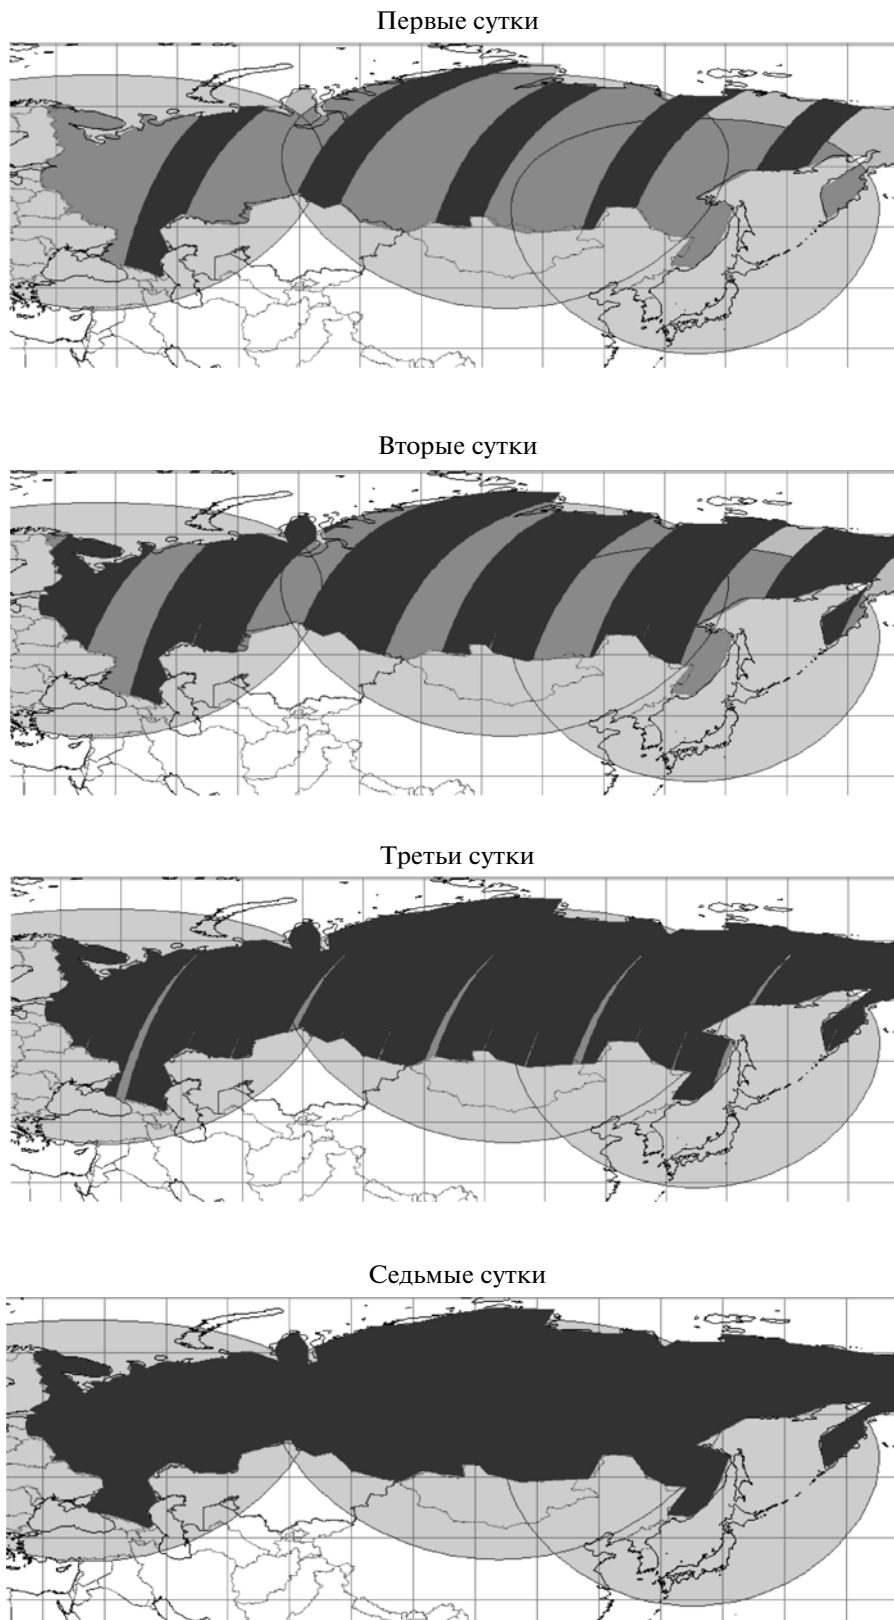 Первые сутки
Вторые сутки
Третьи сутки
Седьмые сутки